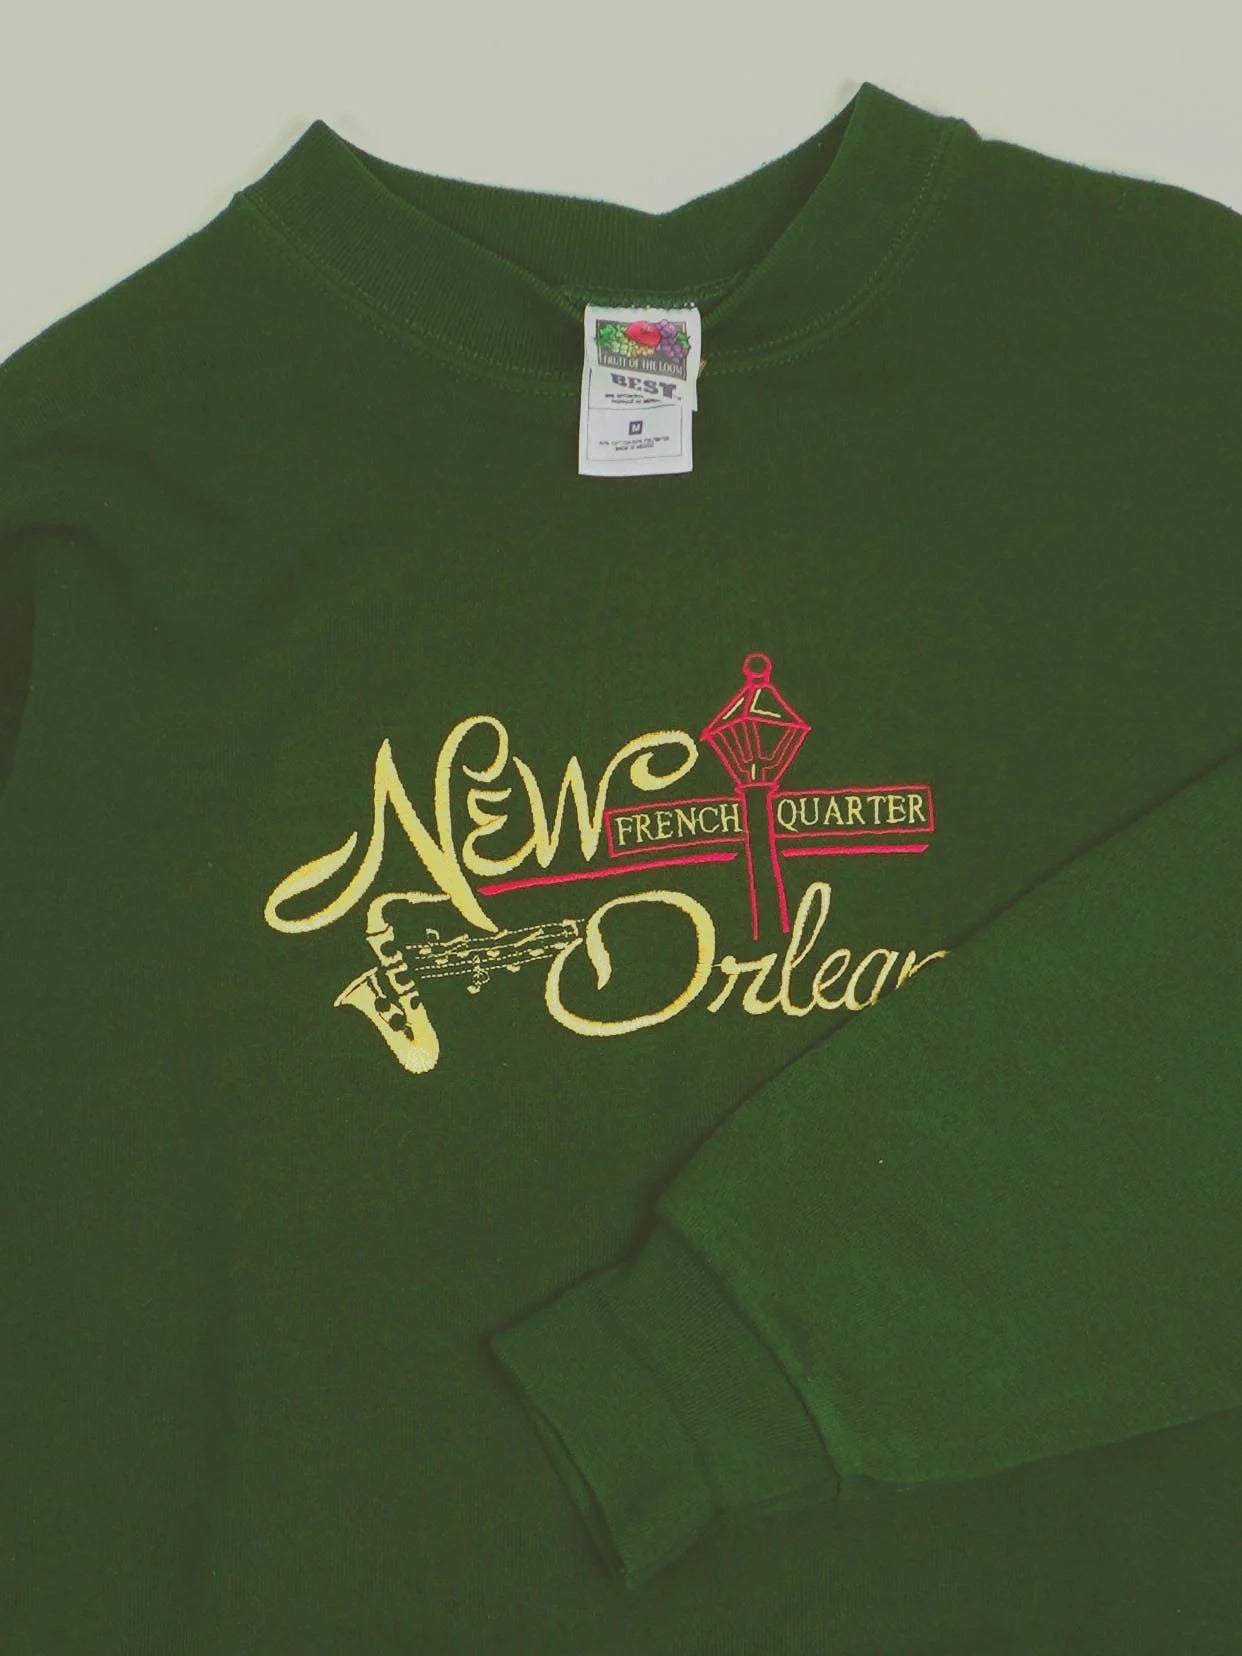 FRUIT OF THE LOOM
BEST
M
NEW
FRENCH QUARTER
Orlean